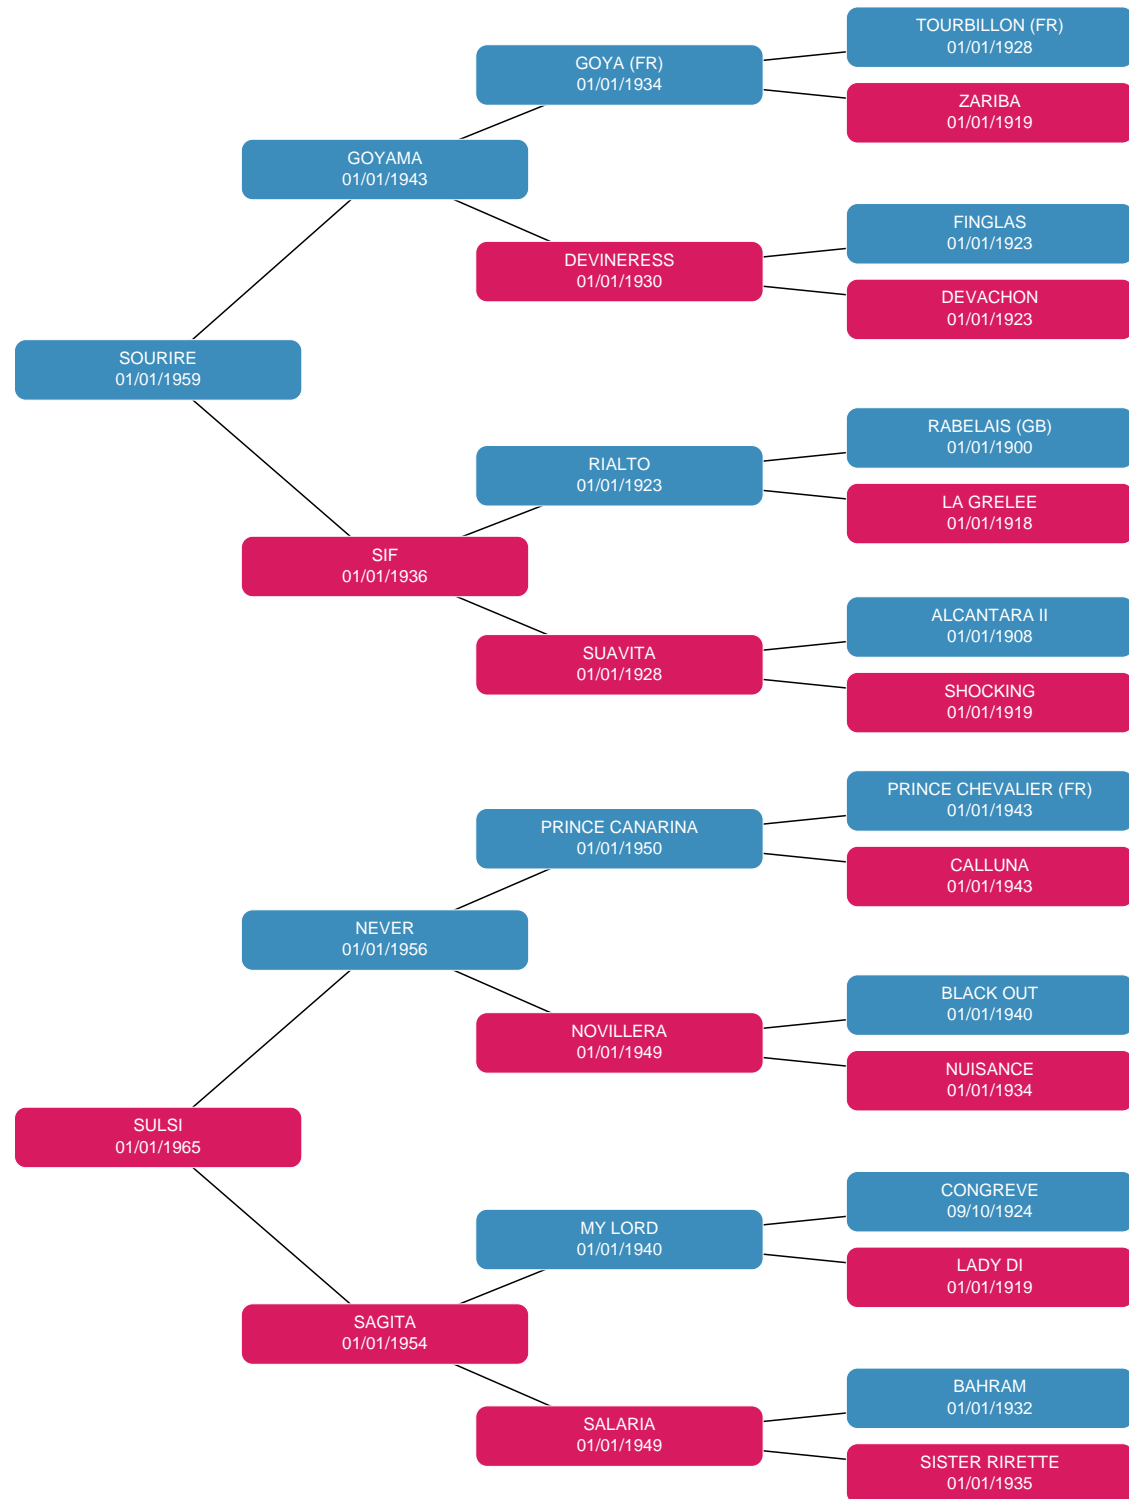 TOURBILLON (FR)
01/01/1928
GOYA (FR)
01/01/1934
ZARIBA
01/01/1919
GOYAMA
01/01/1943
FINGLAS
01/01/1923
DEVINERESS
01/01/1930
DEVACHON
01/01/1923
SOURIRE
01/01/1959
RABELAIS (GB)
01/01/1900
RIALTO
01/01/1923
LA GRELEE
01/01/1918
SIF
01/01/1936
ALCANTARA II
01/01/1908
SUAVITA
01/01/1928
SHOCKING
01/01/1919
PRINCE CHEVALIER (FR)
01/01/1943
PRINCE CANARINA
01/01/1950
CALLUNA
01/01/1943
NEVER
01/01/1956
BLACK OUT
01/01/1940
NOVILLERA
01/01/1949
NUISANCE
01/01/1934
SULSI
01/01/1965
CONGREVE
09/10/1924
MY LORD
01/01/1940
LADY DI
01/01/1919
SAGITA
01/01/1954
BAHRAM
01/01/1932
SALARIA
01/01/1949
SISTER RIRETTE
01/01/1935